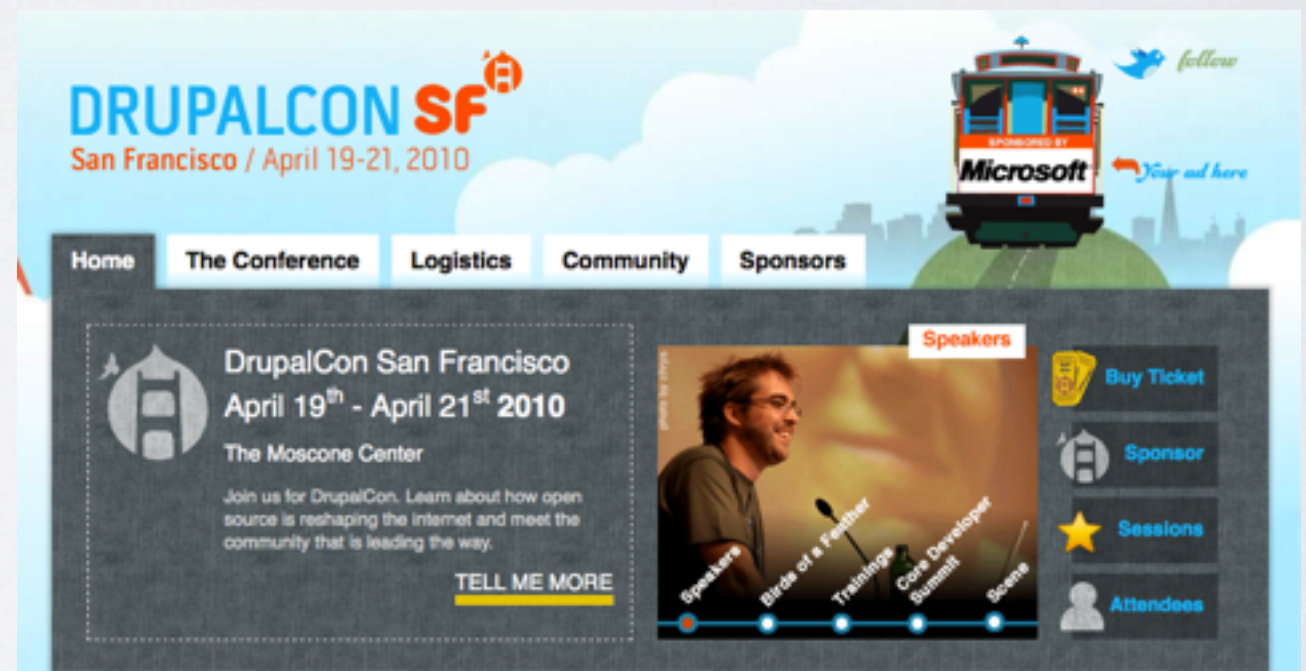 DRUPALCON SF
San Francisco / April 19-21, 2010
follow
SPONSORED BY
Microsoft
Your ad here
Home
The Conference
Logistics
Community
Sponsors
DrupalCon San Francisco
April 19th - April 21st 2010
The Moscone Center
Join us for DrupalCon. Learn about how open
source is reshaping the internet and meet the
community that is leading the way.
TELL ME MORE
Speakers
photo by chrys
Speakers
Birds of a Feather
Trainings
Core Developer
Summit
Scene
Buy Ticket
Sponsor
Sessions
Attendees